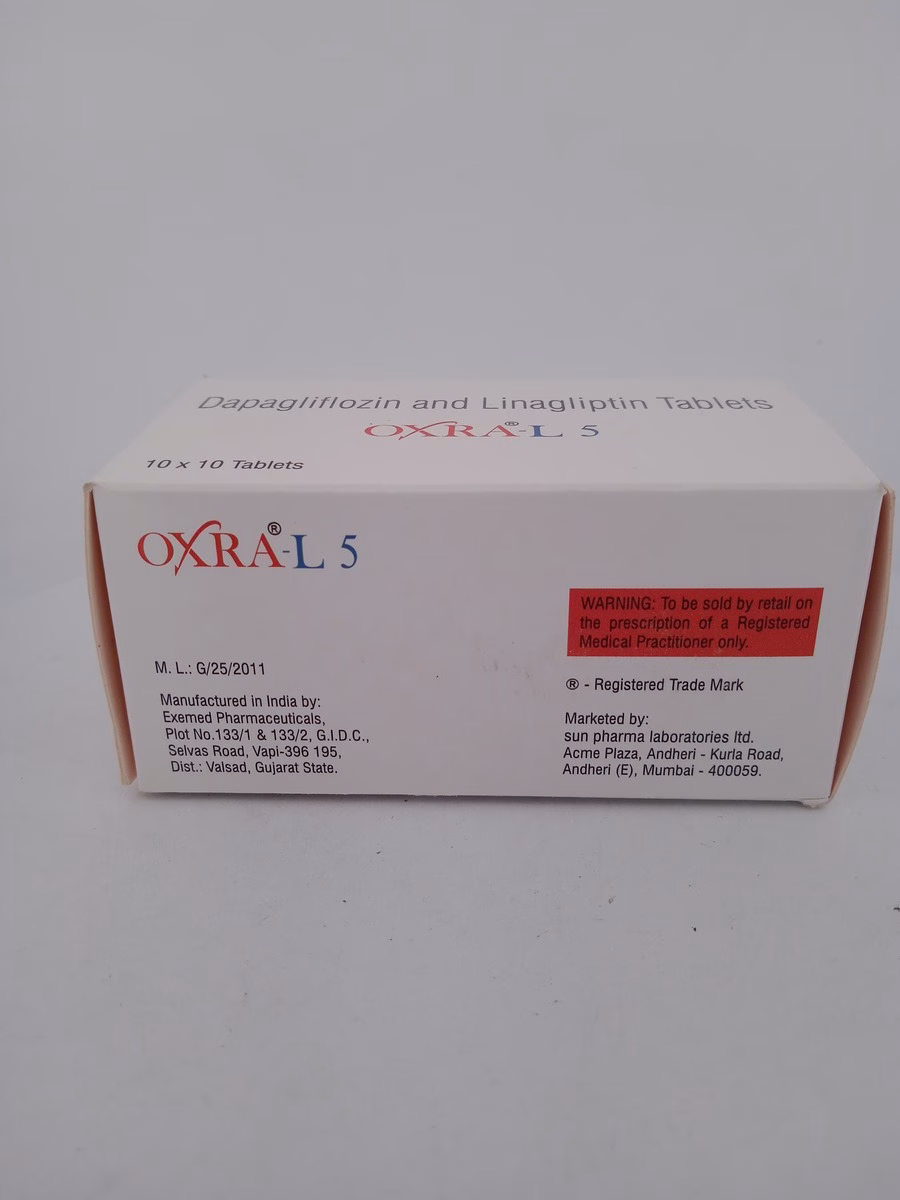 Dapagliflozin and Linagliptin Tablets
OXRA®-L 5
10 x 10 Tablets
OXRA®-L 5
WARNING: To be sold by retail on
the prescription of a Registered
Medical Practitioner only.
M. L.: G/25/2011
Manufactured in India by:
Exemed Pharmaceuticals,
Plot No.133/1 & 133/2, G.I.D.C.,
Selvas Road, Vapi-396 195,
Dist.: Valsad, Gujarat State.
® - Registered Trade Mark
Marketed by:
sun pharma laboratories ltd.
Acme Plaza, Andheri - Kurla Road,
Andheri (E), Mumbai - 400059.